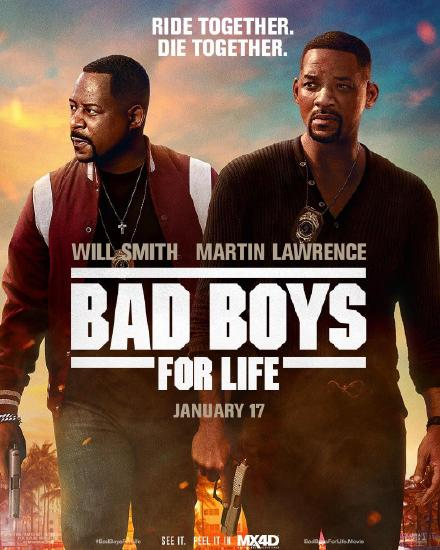 RIDE TOGETHER.
DIE TOGETHER.
WILL SMITH MARTIN LAWRENCE
BAD BOYS
FOR LIFE
JANUARY 17
#BadBoysForLife SEE IT. FEEL IT IN MX4D BadBoysForLife.Movie